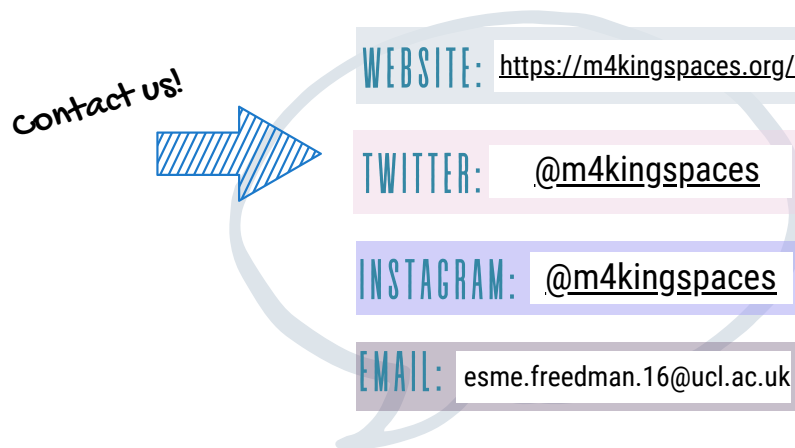 Contact us!
WEBSITE: https://m4kingspaces.org/
TWITTER: @m4kingspaces
INSTAGRAM: @m4kingspaces
EMAIL: esme.freedman.16@ucl.ac.uk